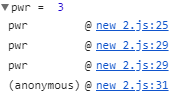 ▼pwr = 3
pwr @ new 2.js:25
pwr @ new 2.js:29
pwr @ new 2.js:29
(anonymous) @ new 2.js:31